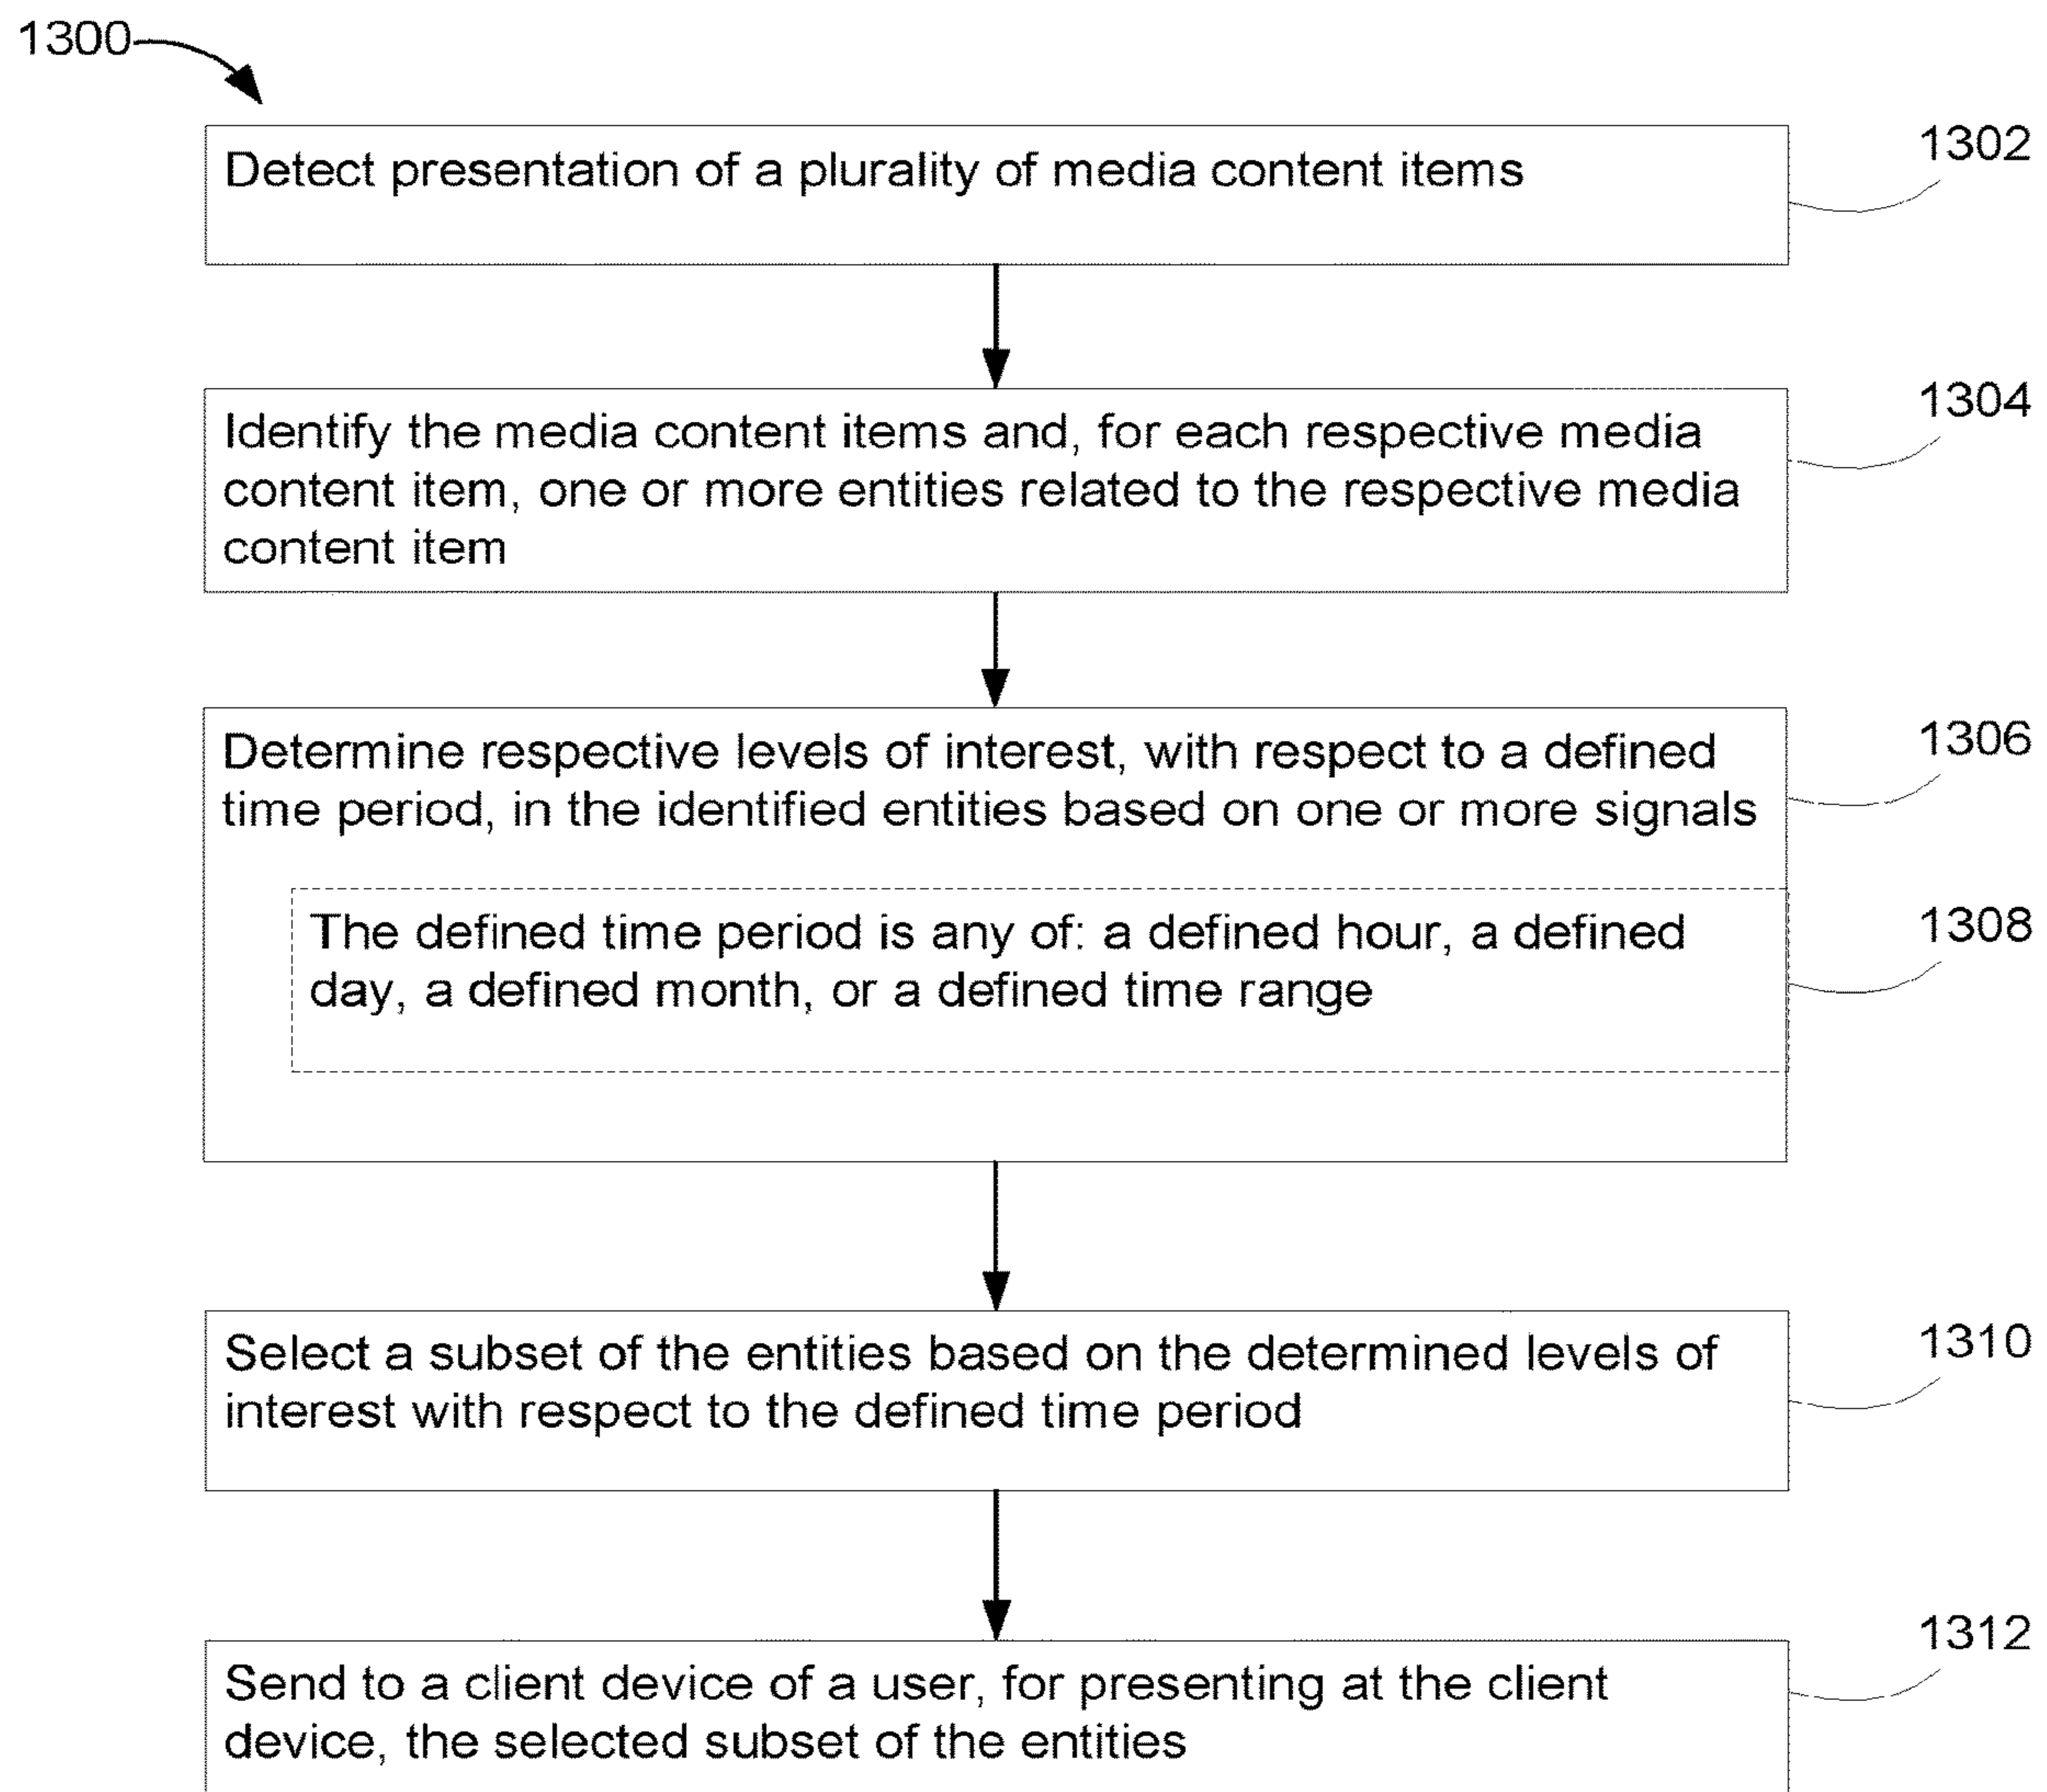 1300
Detect presentation of a plurality of media content items
1302
Identify the media content items and, for each respective media
content item, one or more entities related to the respective media
content item
1304
Determine respective levels of interest, with respect to a defined
time period, in the identified entities based on one or more signals
1306
The defined time period is any of: a defined hour, a defined
day, a defined month, or a defined time range
1308
Select a subset of the entities based on the determined levels of
interest with respect to the defined time period
1310
Send to a client device of a user, for presenting at the client
device, the selected subset of the entities
1312